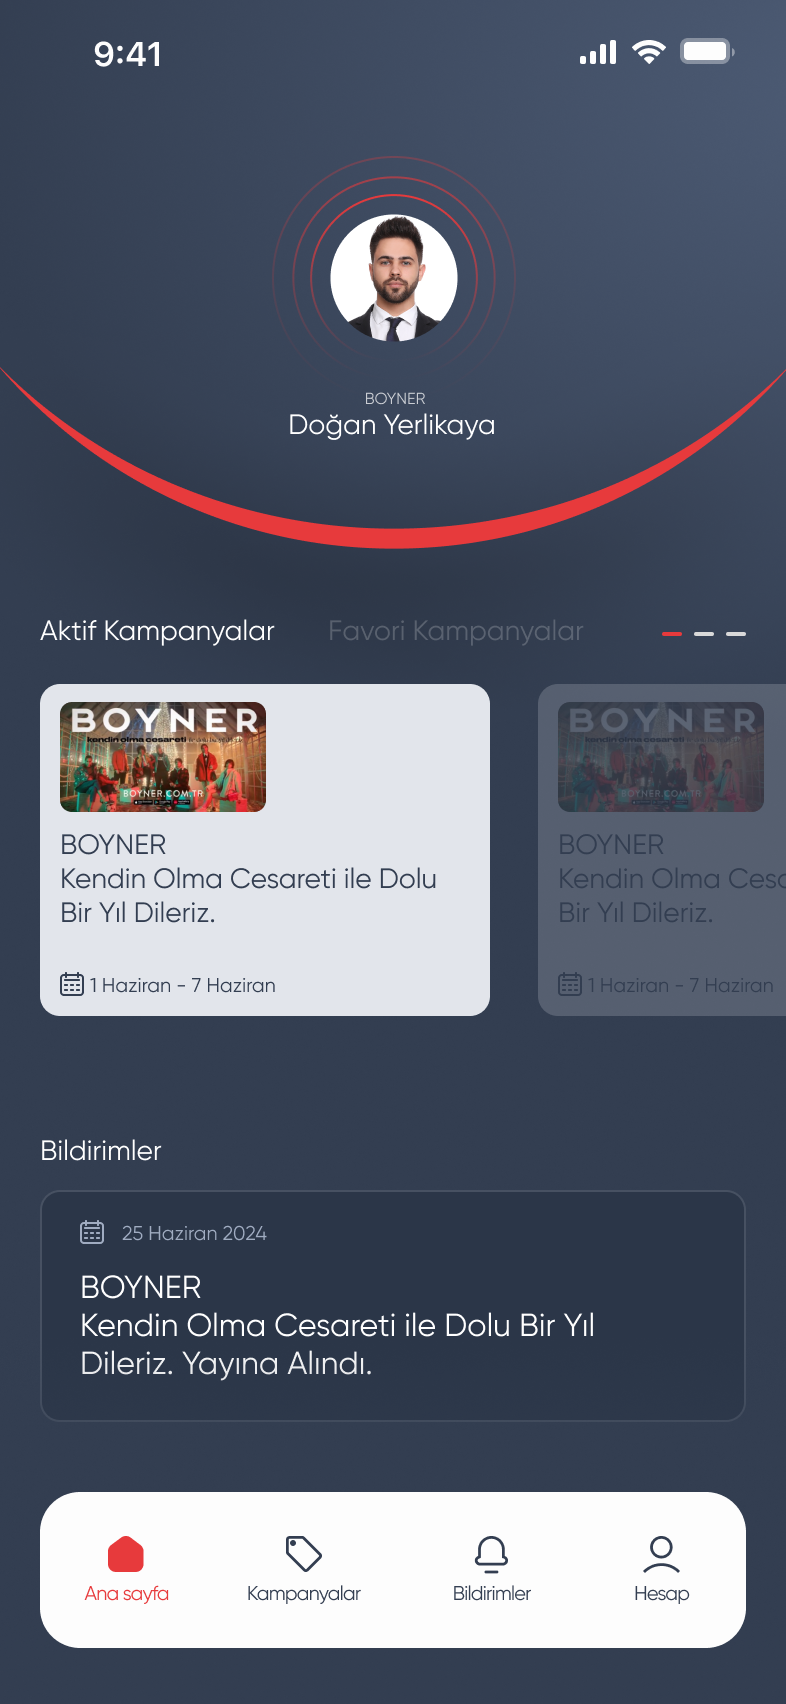 9:41
BOYNER
Doğan Yerlikaya
Aktif Kampanyalar
Favori Kampanyalar
BOYNER
kendin olma cesareti
BOYNER.COM.TR
BOYNER
Kendin Olma Cesareti ile Dolu
Bir Yıl Dileriz.
1 Haziran - 7 Haziran
BOYNER
kendin olma cesareti
BOYNER.COM.TR
BOYNER
Kendin Olma Cesa
Bir Yıl Dileriz.
1 Haziran - 7 Haziran
Bildirimler
25 Haziran 2024
BOYNER
Kendin Olma Cesareti ile Dolu Bir Yıl
Dileriz. Yayına Alındı.
Ana sayfa
Kampanyalar
Bildirimler
Hesap